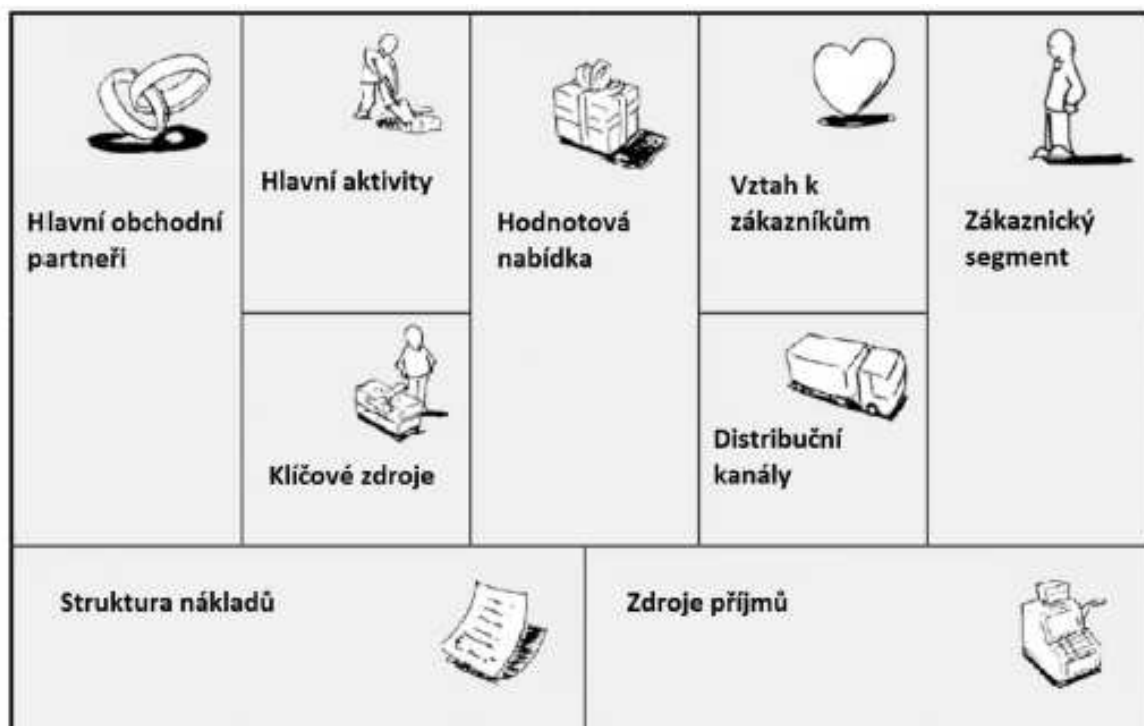 Hlavní obchodní
partneři
Hlavní aktivity
Klíčové zdroje
Hodnotová
nabídka
Vztah k
zákazníkům
Distribuční
kanály
Zákaznický
segment
Struktura nákladů
Zdroje příjmů